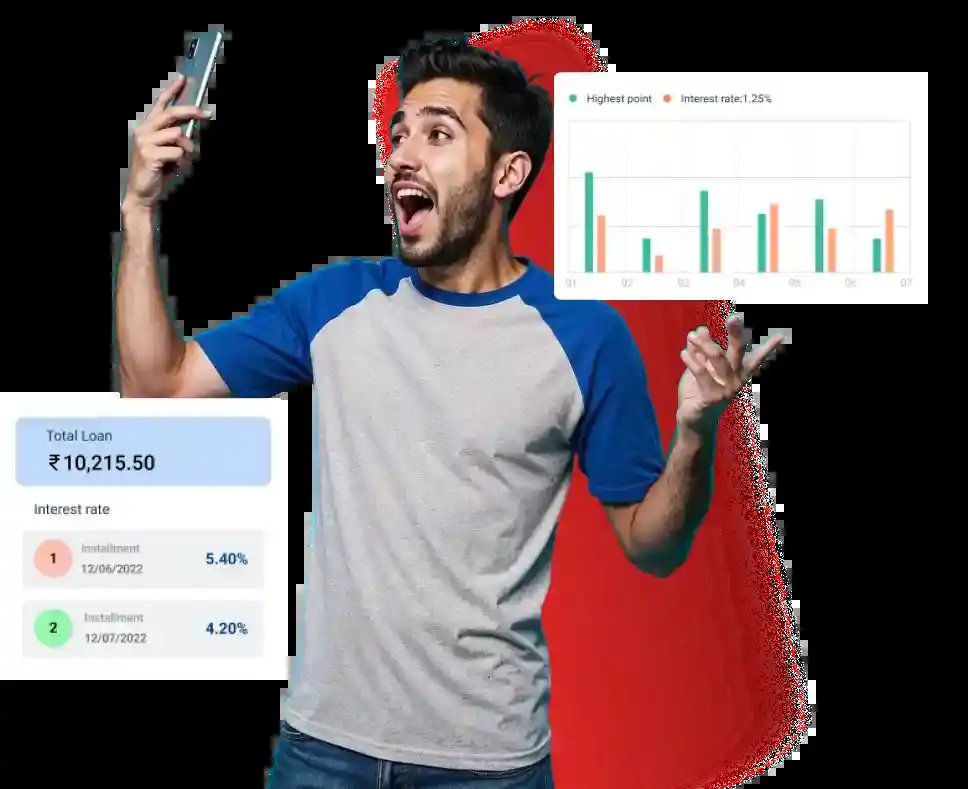 Highest point Interest rate:1.25%
01 02 03 04 05 06 07
Total Loan
₹10,215.50
Interest rate
1 Installment 5.40%
12/06/2022
2 Installment 4.20%
12/07/2022